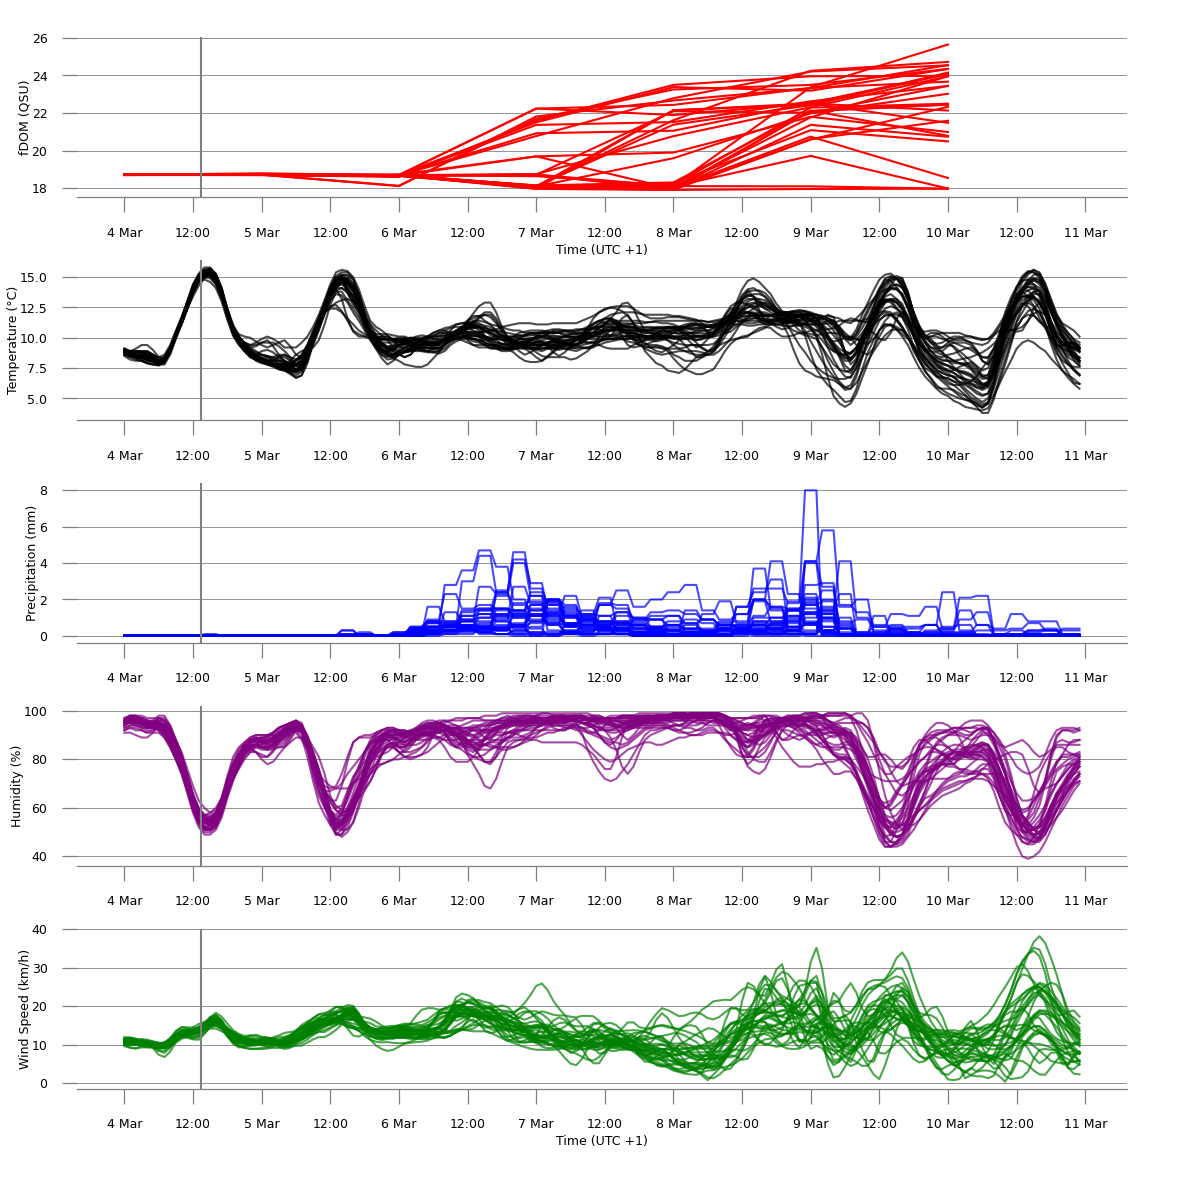 fDOM (QSU)
26
24
22
20
18
4 Mar 12:00 5 Mar 12:00 6 Mar 12:00 7 Mar 12:00 8 Mar 12:00 9 Mar 12:00 10 Mar 12:00 11 Mar
Time (UTC +1)
Temperature (°C)
15.0
12.5
10.0
7.5
5.0
4 Mar 12:00 5 Mar 12:00 6 Mar 12:00 7 Mar 12:00 8 Mar 12:00 9 Mar 12:00 10 Mar 12:00 11 Mar
Precipitation (mm)
8
6
4
2
0
4 Mar 12:00 5 Mar 12:00 6 Mar 12:00 7 Mar 12:00 8 Mar 12:00 9 Mar 12:00 10 Mar 12:00 11 Mar
Humidity (%)
100
80
60
40
4 Mar 12:00 5 Mar 12:00 6 Mar 12:00 7 Mar 12:00 8 Mar 12:00 9 Mar 12:00 10 Mar 12:00 11 Mar
Wind Speed (km/h)
40
30
20
10
0
4 Mar 12:00 5 Mar 12:00 6 Mar 12:00 7 Mar 12:00 8 Mar 12:00 9 Mar 12:00 10 Mar 12:00 11 Mar
Time (UTC +1)